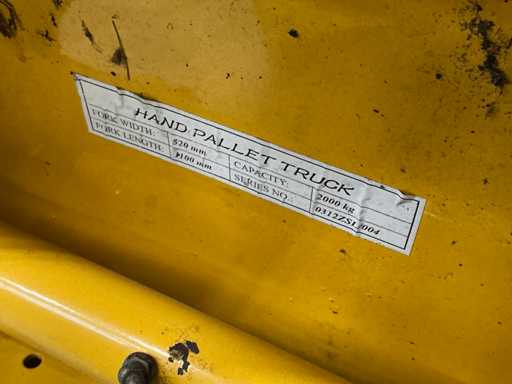 HAND PALLET TRUCK
FORK WIDTH: 520 mm CAPACITY: 2000 kg
FORK LENGTH: 1100 mm SERIES NO.: